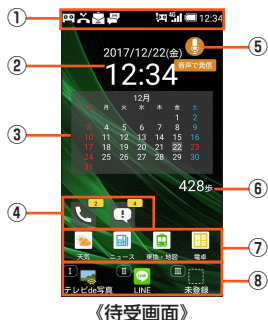 ① 4G 12:34
2017/12/22(金) ⑤
② 12:34 音声で発信
12月
日 月 火 水 木 金 土
1 2
3 4 5 6 7 8 9
③ 10 11 12 13 14 15 16
17 18 19 20 21 22 23
24 25 26 27 28 29 30
31
428歩 ⑥
④ 2 4
天気 ニュース 乗換・地図 電卓 ⑦
I II III
テレビde写真 LINE 未登録 ⑧
《待受画面》